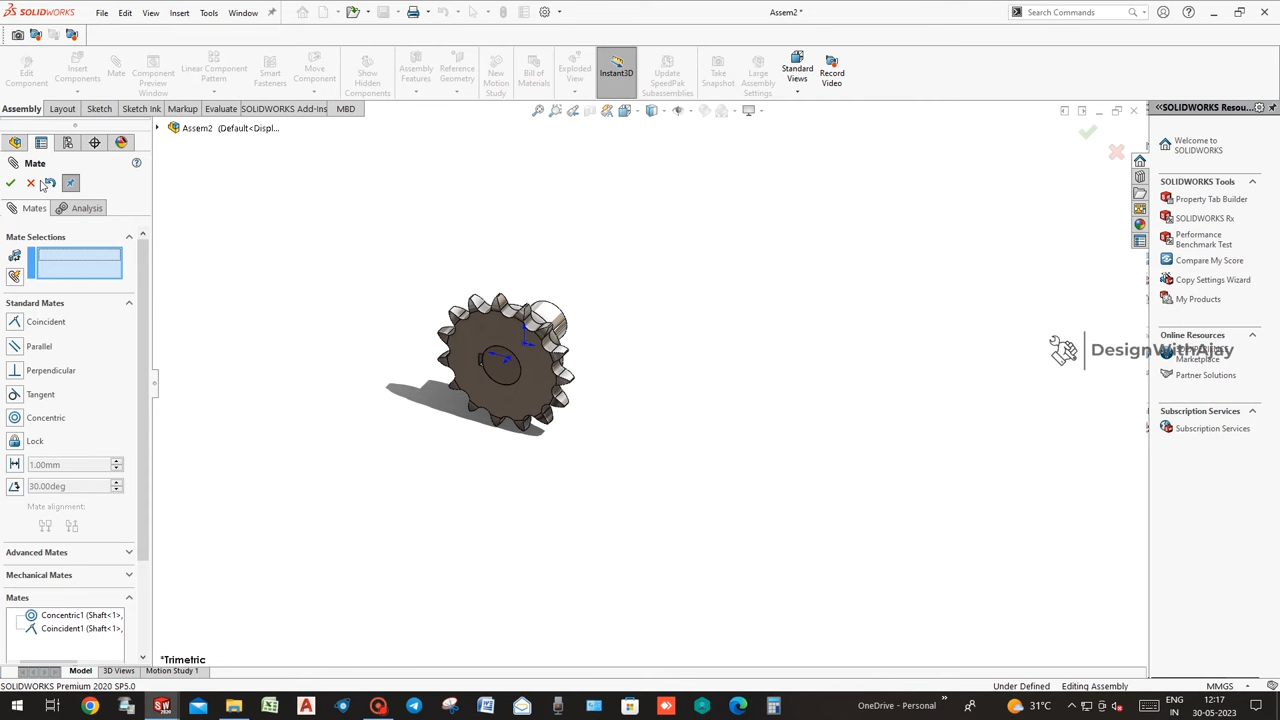 SOLIDWORKS
File Edit View Insert Tools Window
Assem2 *
Search Commands
Edit Component
Insert Components
Mate
Component Preview Window
Linear Component Pattern
Smart Fasteners
Move Component
Show Hidden Components
Assembly Features
Reference Geometry
New Motion Study
Bill of Materials
Exploded View
Instant3D
Update SpeedPak Subassemblies
Take Snapshot
Large Assembly Settings
Standard Views
Record Video
Assembly Layout Sketch Sketch Ink Markup Evaluate SOLIDWORKS Add-Ins MBD
SOLIDWORKS Resou...
Assem2 (Default<Displ...
Mate
Mates Analysis
Mate Selections
Standard Mates
Coincident
Parallel
Perpendicular
Tangent
Concentric
Lock
1.00mm
30.00deg
Mate alignment:
Advanced Mates
Mechanical Mates
Mates
Concentric1 (Shaft<1>,
Coincident1 (Shaft<1>,
Welcome to
SOLIDWORKS
SOLIDWORKS Tools
Property Tab Builder
SOLIDWORKS Rx
Performance
Benchmark Test
Compare My Score
Copy Settings Wizard
My Products
Online Resources
Marketplace
Partner Solutions
Subscription Services
Subscription Services
DesignWithAjay
*Trimetric
Model 3D Views Motion Study 1
SOLIDWORKS Premium 2020 SP5.0
Under Defined Editing Assembly MMGS
OneDrive - Personal
31°C
ENG
IN
12:17
30-05-2023